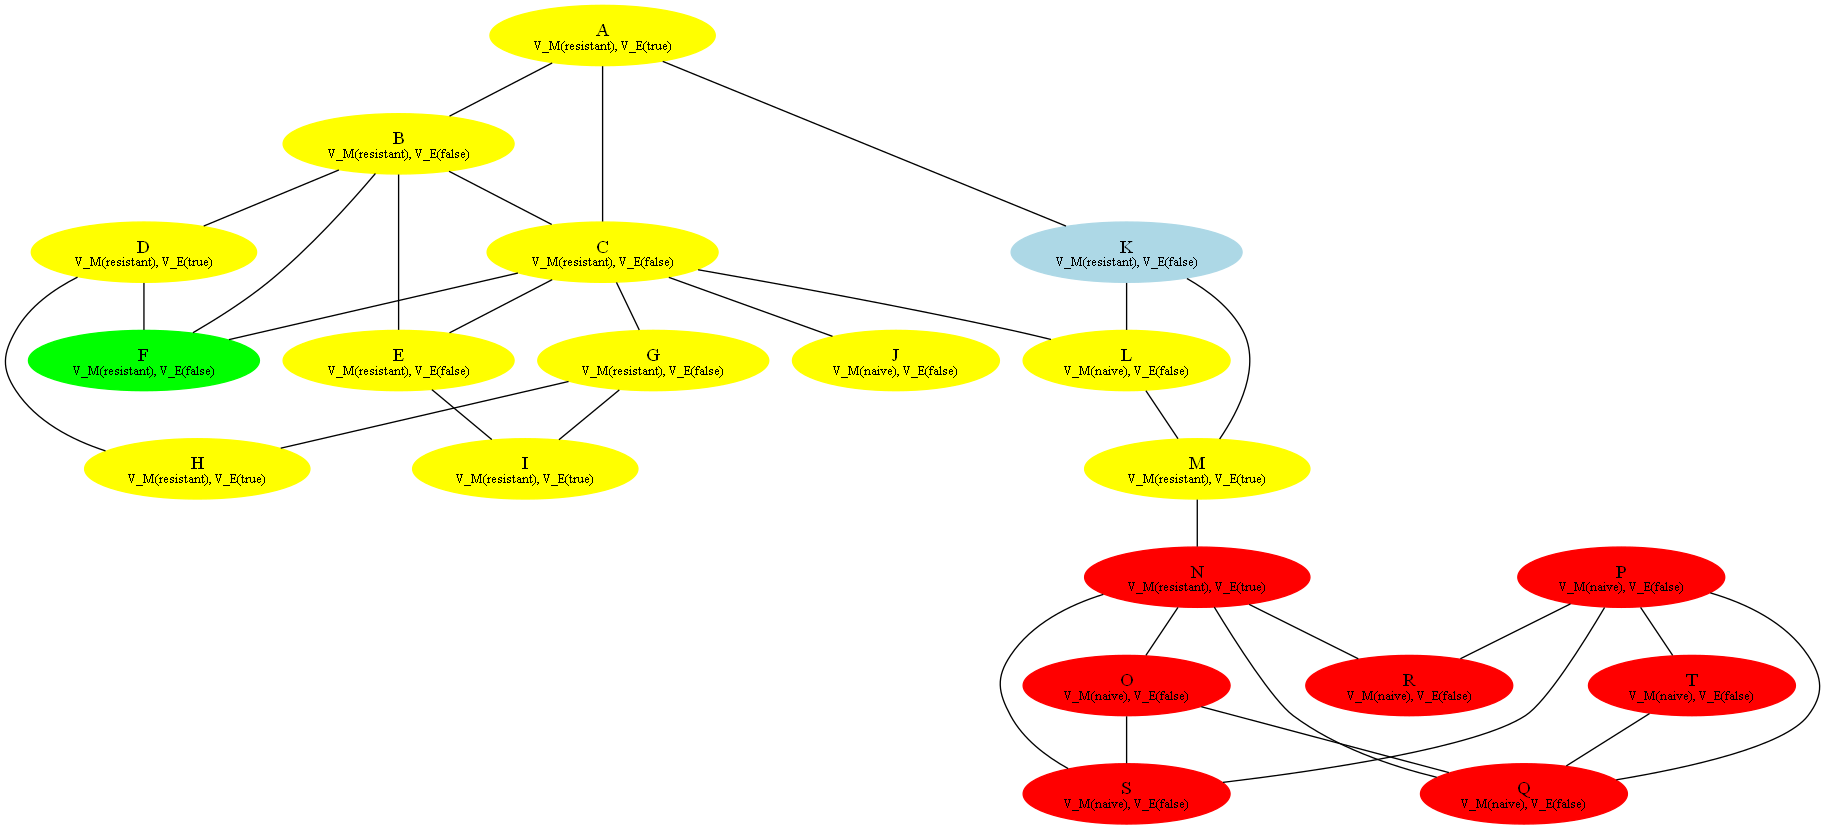 A
V_M(resistant), V_E(true)
B
V_M(resistant), V_E(false)
D
V_M(resistant), V_E(true)
C
V_M(resistant), V_E(false)
K
V_M(resistant), V_E(false)
F
V_M(resistant), V_E(false)
E
V_M(resistant), V_E(false)
G
V_M(resistant), V_E(false)
J
V_M(naive), V_E(false)
L
V_M(naive), V_E(false)
H
V_M(resistant), V_E(true)
I
V_M(resistant), V_E(true)
M
V_M(resistant), V_E(true)
N
V_M(resistant), V_E(true)
P
V_M(naive), V_E(false)
O
V_M(naive), V_E(false)
R
V_M(naive), V_E(false)
T
V_M(naive), V_E(false)
S
V_M(naive), V_E(false)
Q
V_M(naive), V_E(false)